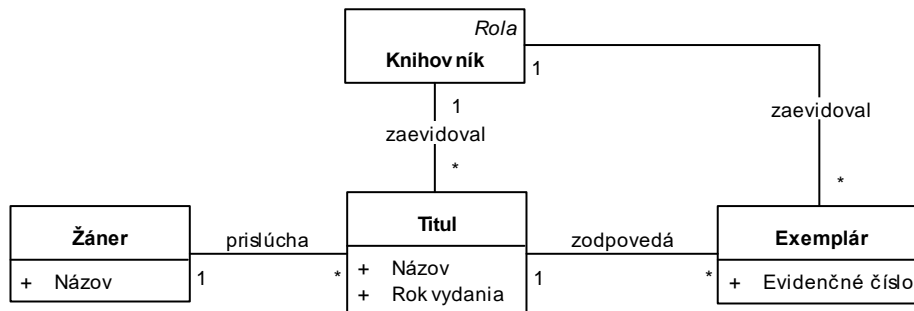 Rola
Knihovník
1
1
zaevidoval
zaevidoval
*
*
Žáner
+ Názov
prislúcha
1
*
Titul
+ Názov
+ Rok vydania
zodpovedá
1
*
Exemplár
+ Evidenčné číslo